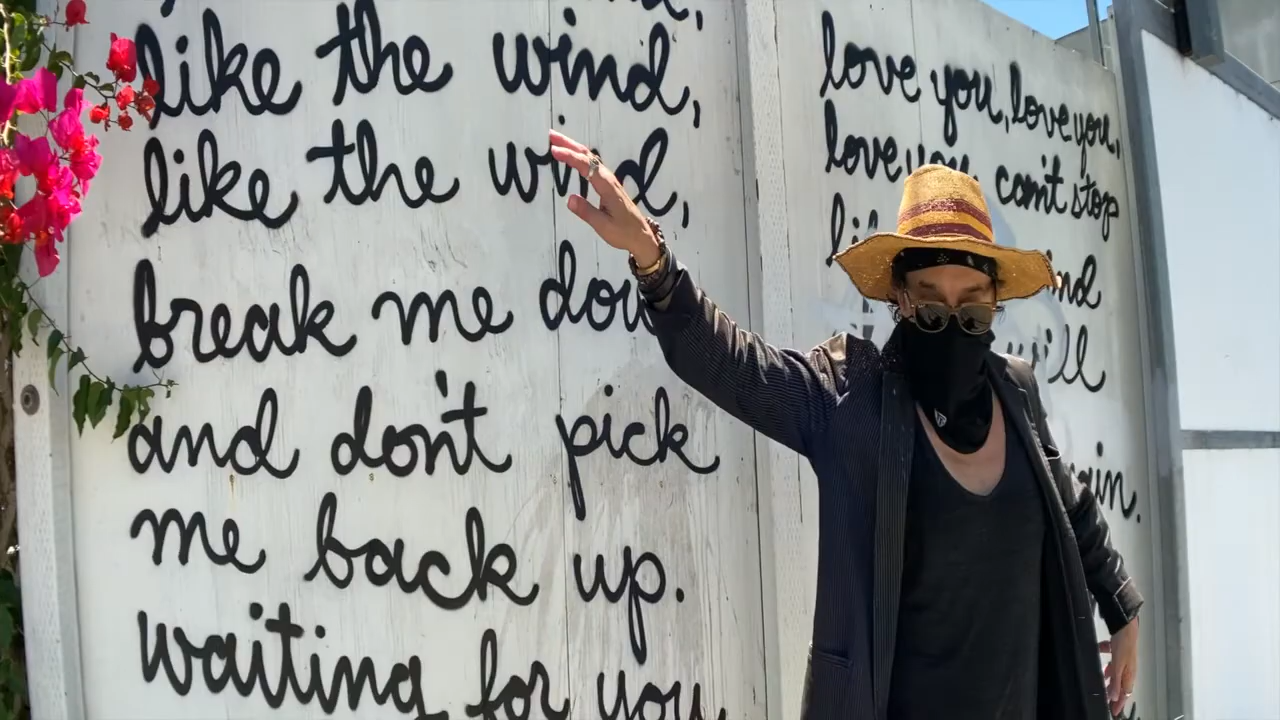 like the wind,
like the wind,
break me dow
and don't pick
me back up.
waiting for you
love you, love you,
love you can't stop